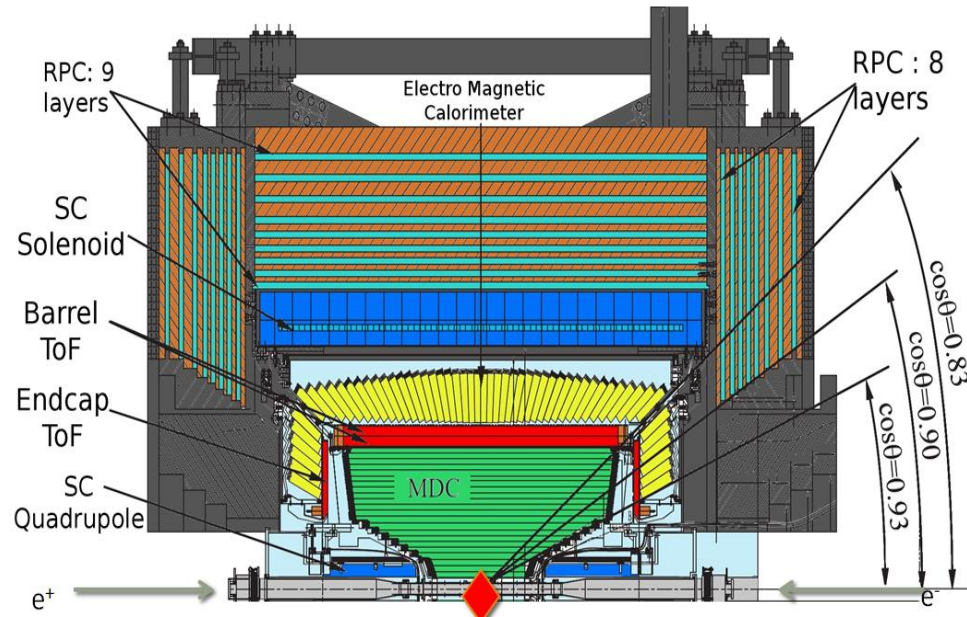 RPC: 9
layers
Electro Magnetic
Calorimeter
RPC : 8
layers
SC
Solenoid
Barrel
ToF
Endcap
ToF
SC
Quadrupole
MDC
cosθ=0.83
cosθ=0.90
cosθ=0.93
e⁺
e⁻